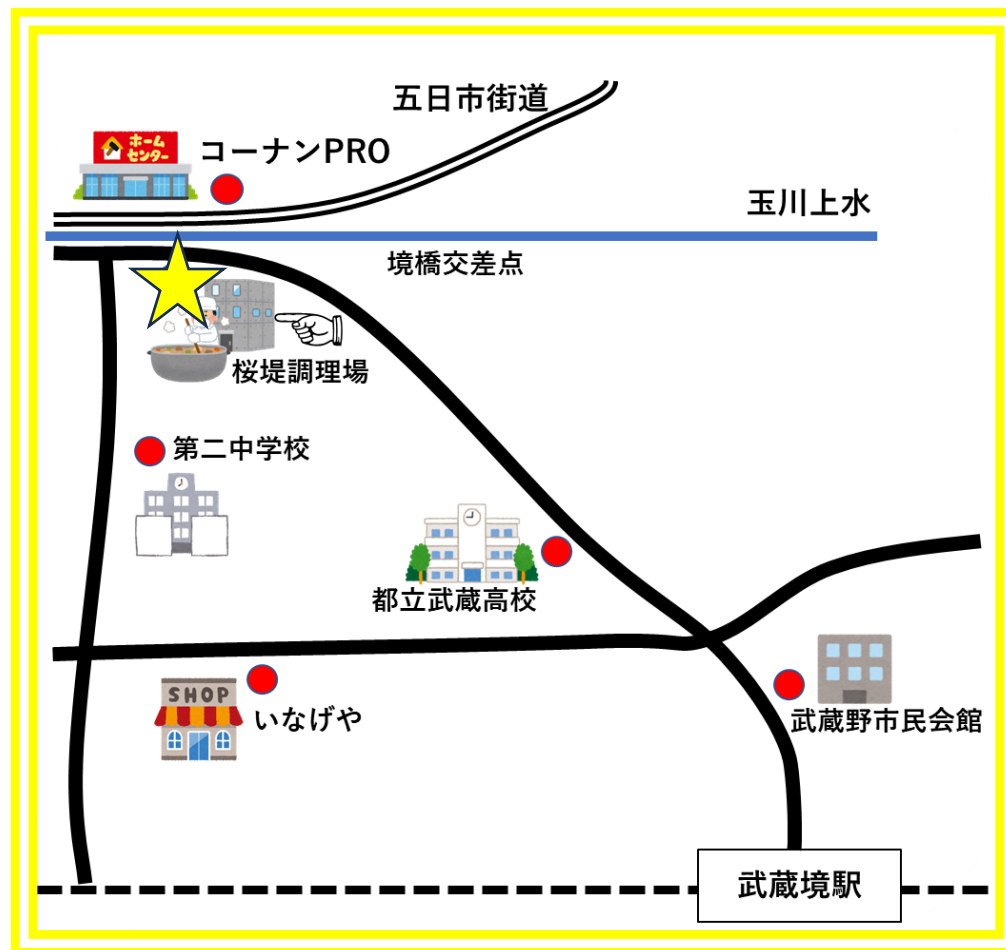 五日市街道
ホーム
センター
コーナンPRO
玉川上水
境橋交差点
桜堤調理場
第二中学校
都立武蔵高校
SHOP
いなげや
武蔵野市民会館
武蔵境駅